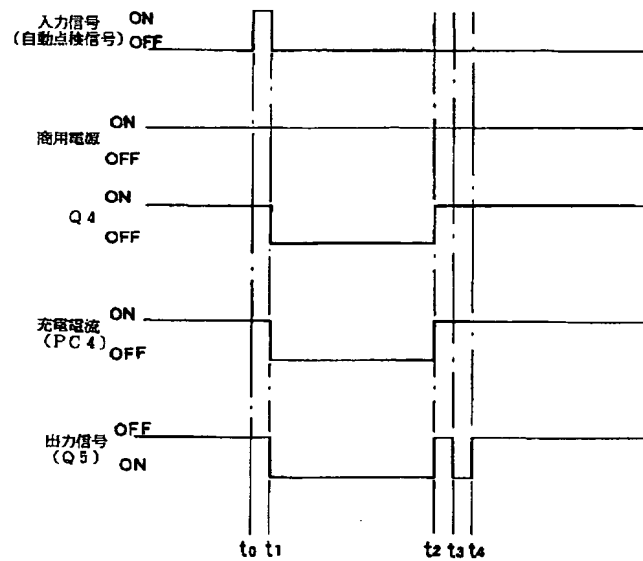 入力信号 ON
(自動点検信号) OFF
商用電源 ON
OFF
ON
Q4
OFF
充電電流 ON
(PC4) OFF
出力信号 OFF
(Q5) ON
t0 t1 t2 t3 t4